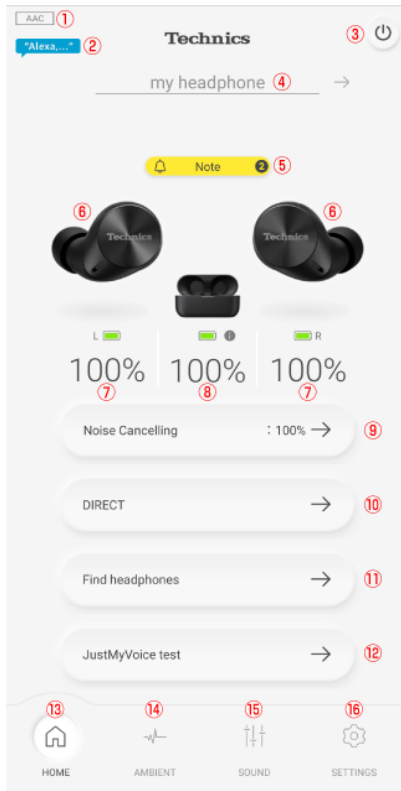 AAC ①
"Alexa,..." ②
Technics
③
my headphone ④
Note ❷ ⑤
⑥ ⑥
Technics Technics
L R
100% 100% 100%
⑦ ⑧ ⑦
Noise Cancelling : 100% ⑨
DIRECT ⑩
Find headphones ⑪
JustMyVoice test ⑫
⑬ ⑭ ⑮ ⑯
HOME AMBIENT SOUND SETTINGS